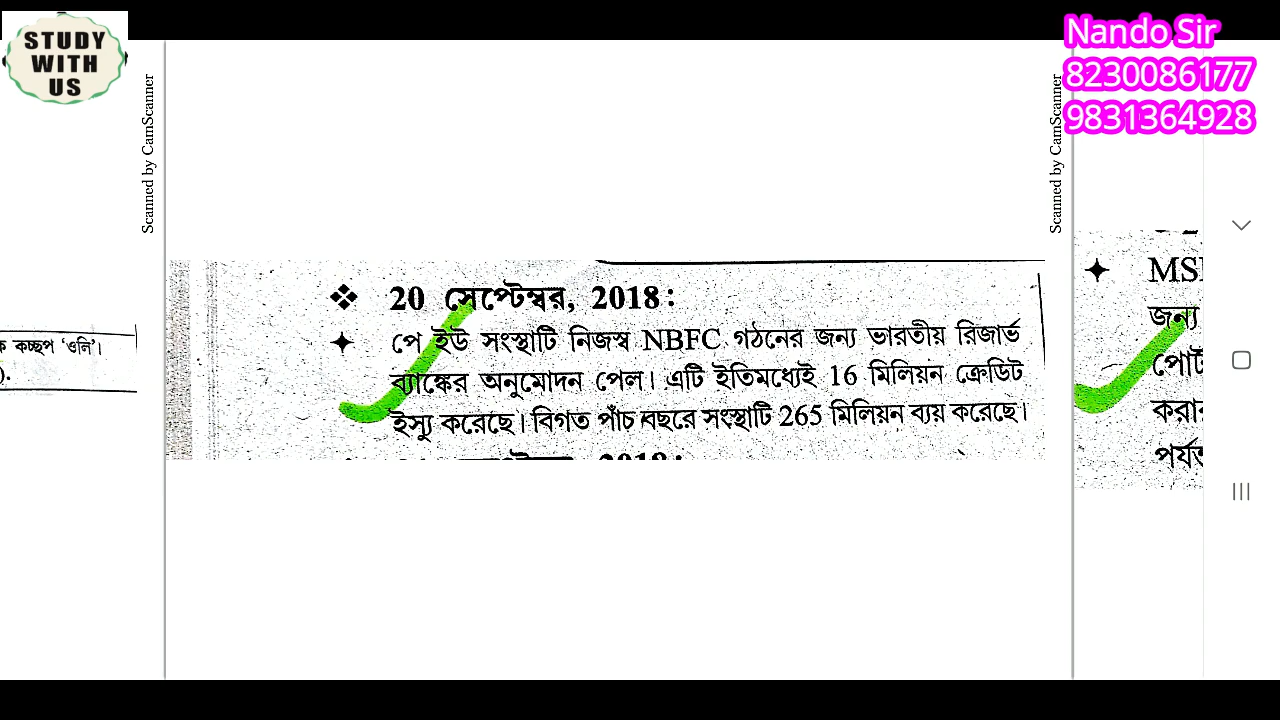 STUDY
WITH
US
Nando Sir
8230086177
9831364928
Scanned by CamScanner
Scanned by CamScanner
❖ 20 সেপ্টেম্বর, 2018:
✦ পে ইউ সংস্থাটি নিজস্ব NBFC গঠনের জন্য ভারতীয় রিজার্ভ
ব্যাঙ্কের অনুমোদন পেল। এটি ইতিমধ্যেই 16 মিলিয়ন ক্রেডিট
ইস্যু করেছে। বিগত পাঁচ বছরে সংস্থাটি 265 মিলিয়ন ব্যয় করেছে।
2018:
কচ্ছপ ‘ওলি’।
).
✦ MS
জন্য
পোর্ট
করার